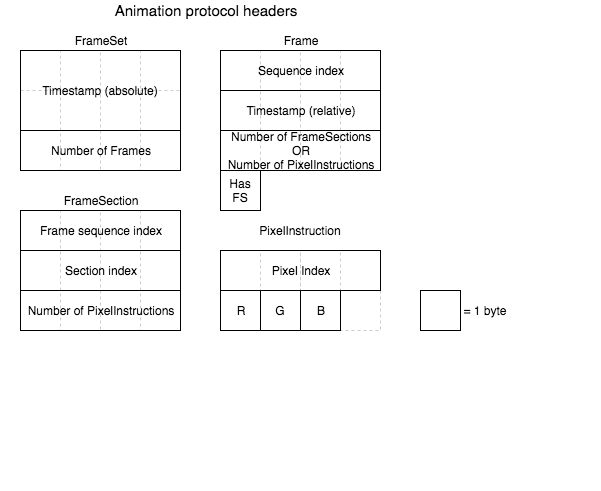 Animation protocol headers
FrameSet
Timestamp (absolute)
Number of Frames
Frame
Sequence index
Timestamp (relative)
Number of FrameSections
OR
Number of PixelInstructions
Has
FS
FrameSection
Frame sequence index
Section index
Number of PixelInstructions
PixelInstruction
Pixel Index
R G B
= 1 byte